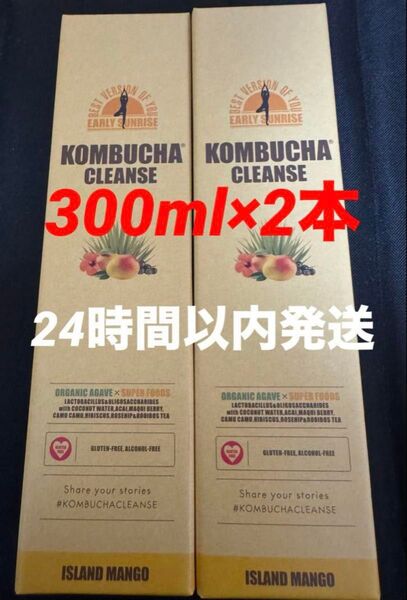 BEST VERSION OF YOU
EARLY SUNRISE
KOMBUCHA®
CLEANSE
ORGANIC AGAVE × SUPER FOODS
LACTOBACILLUS&OLIGOSACCHARIDES
with COCONUT WATER,ACAI,MAQUI BERRY,
CAMU CAMU,HIBISCUS,ROSEHIP&ROOIBOS TEA
GLUTEN-FREE, ALCOHOL-FREE
Share your stories
#KOMBUCHACLEANSE
ISLAND MANGO
BEST VERSION OF YOU
EARLY SUNRISE
KOMBUCHA®
CLEANSE
ORGANIC AGAVE × SUPER FOODS
LACTOBACILLUS&OLIGOSACCHARIDES
with COCONUT WATER,ACAI,MAQUI BERRY,
CAMU CAMU,HIBISCUS,ROSEHIP&ROOIBOS TEA
GLUTEN-FREE, ALCOHOL-FREE
Share your stories
#KOMBUCHACLEANSE
ISLAND MANGO
300ml×2本
24時間以内発送